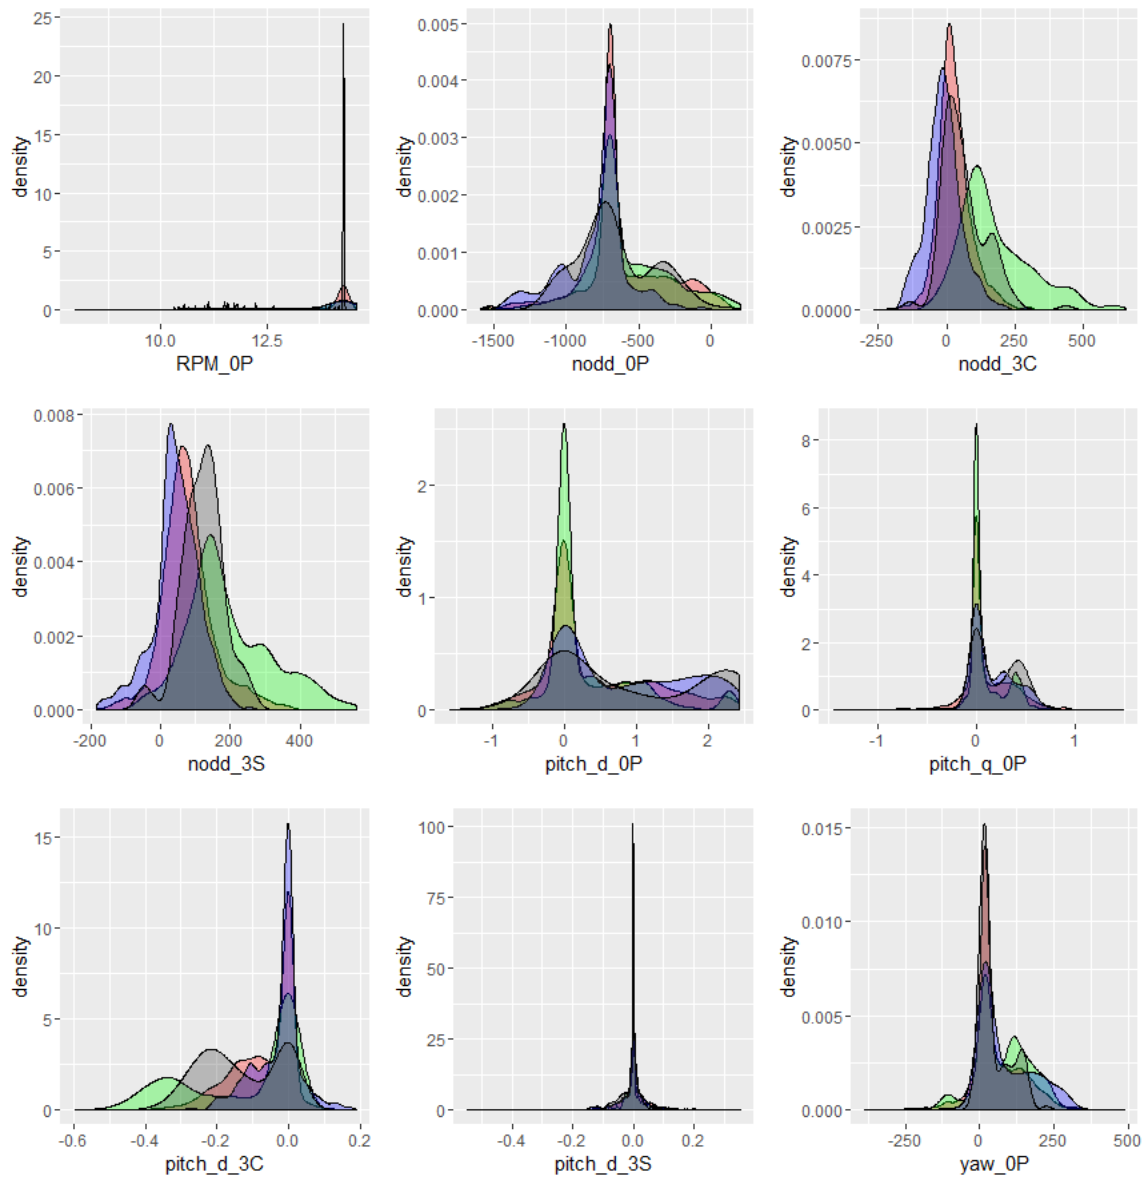 25
20
15
10
5
0
density
10.0 12.5
RPM_0P
0.005
0.004
0.003
0.002
0.001
0.000
density
-1500 -1000 -500 0
nodd_0P
0.0075
0.0050
0.0025
0.0000
density
-250 0 250 500
nodd_3C
0.008
0.006
0.004
0.002
0.000
density
-200 0 200 400
nodd_3S
2
1
0
density
-1 0 1 2
pitch_d_0P
8
6
4
2
0
density
-1 0 1
pitch_q_0P
15
10
5
0
density
-0.6 -0.4 -0.2 0.0 0.2
pitch_d_3C
100
75
50
25
0
density
-0.4 -0.2 0.0 0.2
pitch_d_3S
0.015
0.010
0.005
0.000
density
-250 0 250 500
yaw_0P